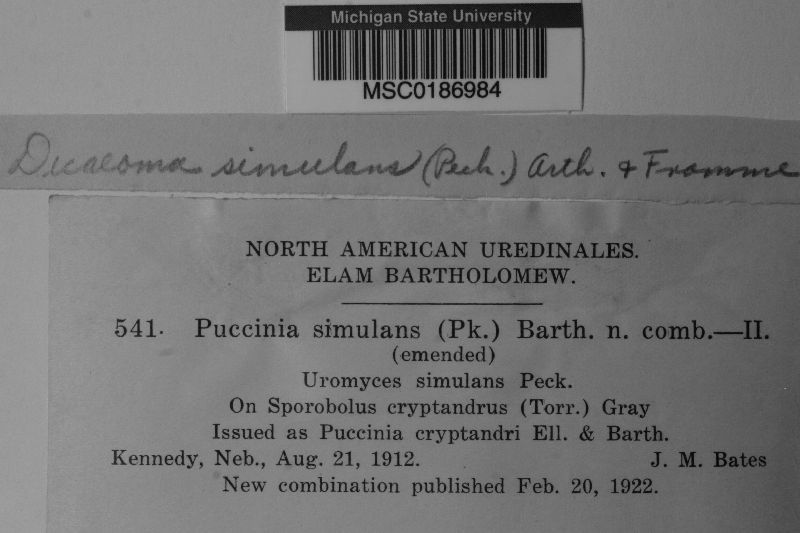 Michigan State University
MSC0186984
Dicaeoma simulans (Peck.) Arth. & Fromme
NORTH AMERICAN UREDINALES.
ELAM BARTHOLOMEW.
541. Puccinia simulans (Pk.) Barth. n. comb.—II.
(emended)
Uromyces simulans Peck.
On Sporobolus cryptandrus (Torr.) Gray
Issued as Puccinia cryptandri Ell. & Barth.
Kennedy, Neb., Aug. 21, 1912. J. M. Bates
New combination published Feb. 20, 1922.